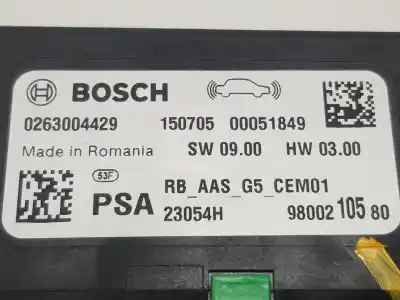 BOSCH
0263004429 150705 00051849
Made in Romania SW 09.00 HW 03.00
53F RB_AAS_G5_CEM01
PSA 23054H 98002 105 80